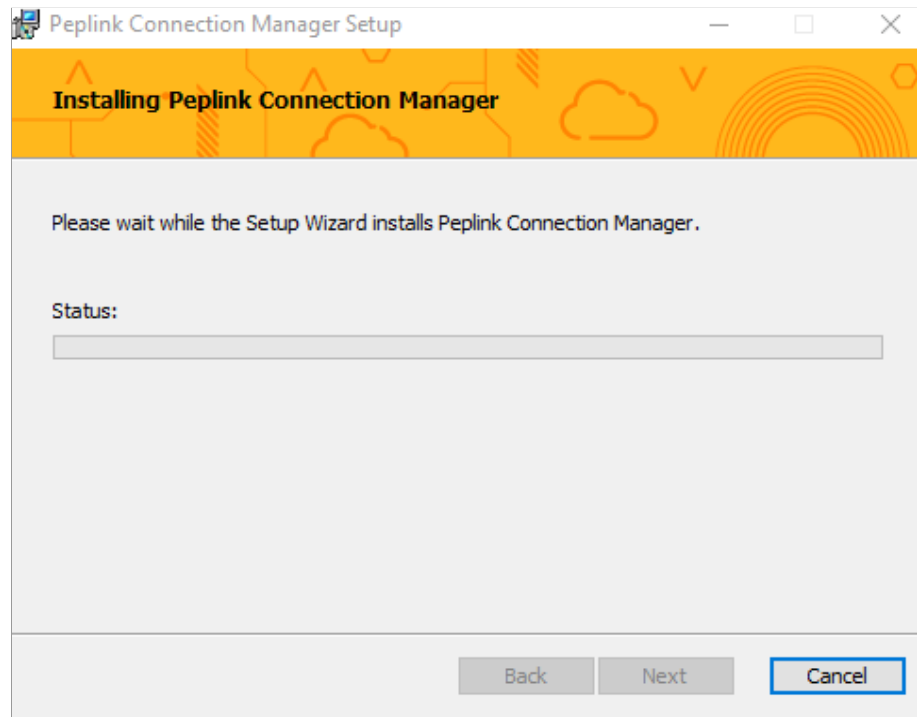 Peplink Connection Manager Setup
Installing Peplink Connection Manager
Please wait while the Setup Wizard installs Peplink Connection Manager.
Status:
Back Next Cancel